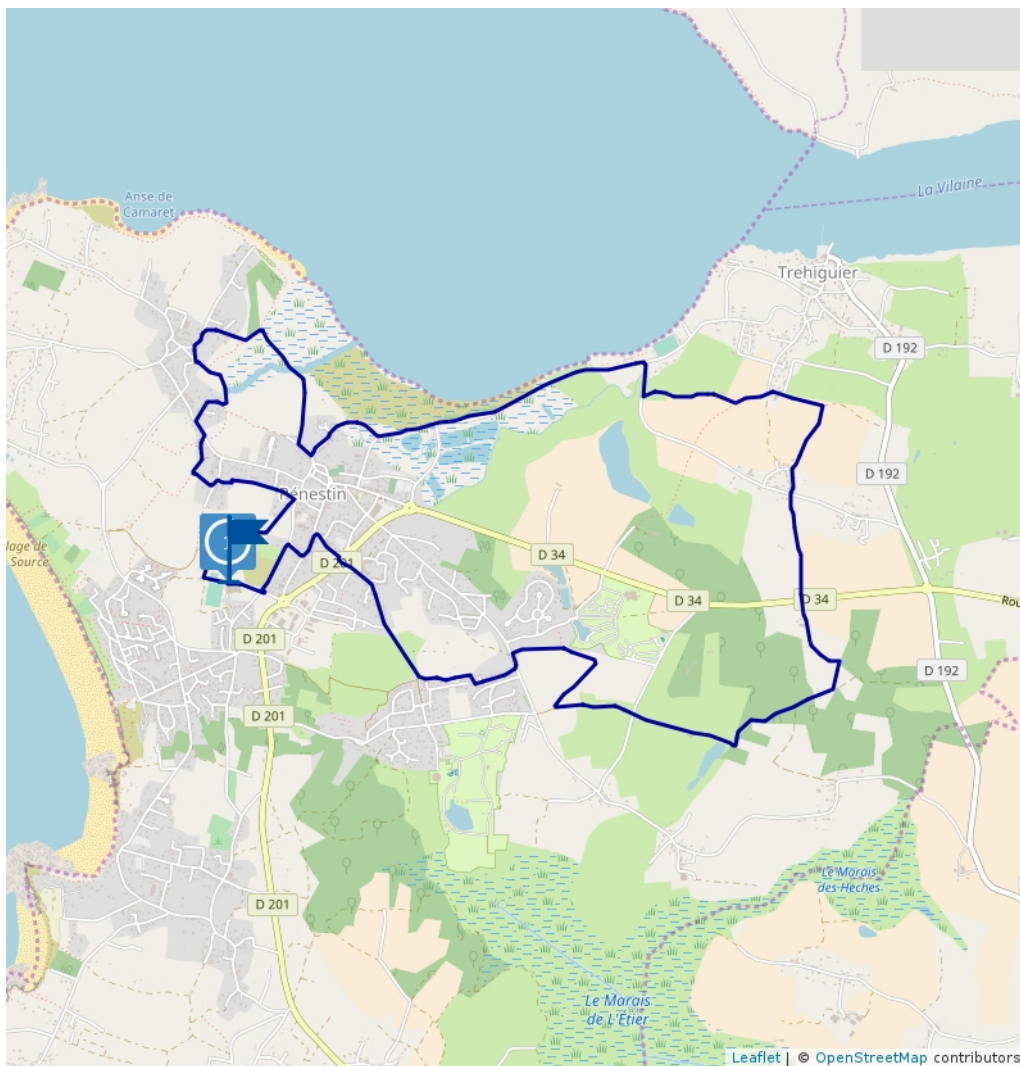 Anse de
Camaret
La Vilaine
Trehiguier
D 192
D 192
Pénestin
lage de
Source
D 201
D 34
D 34
D 34
Rou
D 201
D 192
D 201
Le Marais
des Heches
D 201
Le Marais
de L'Étier
Leaflet | © OpenStreetMap contributors